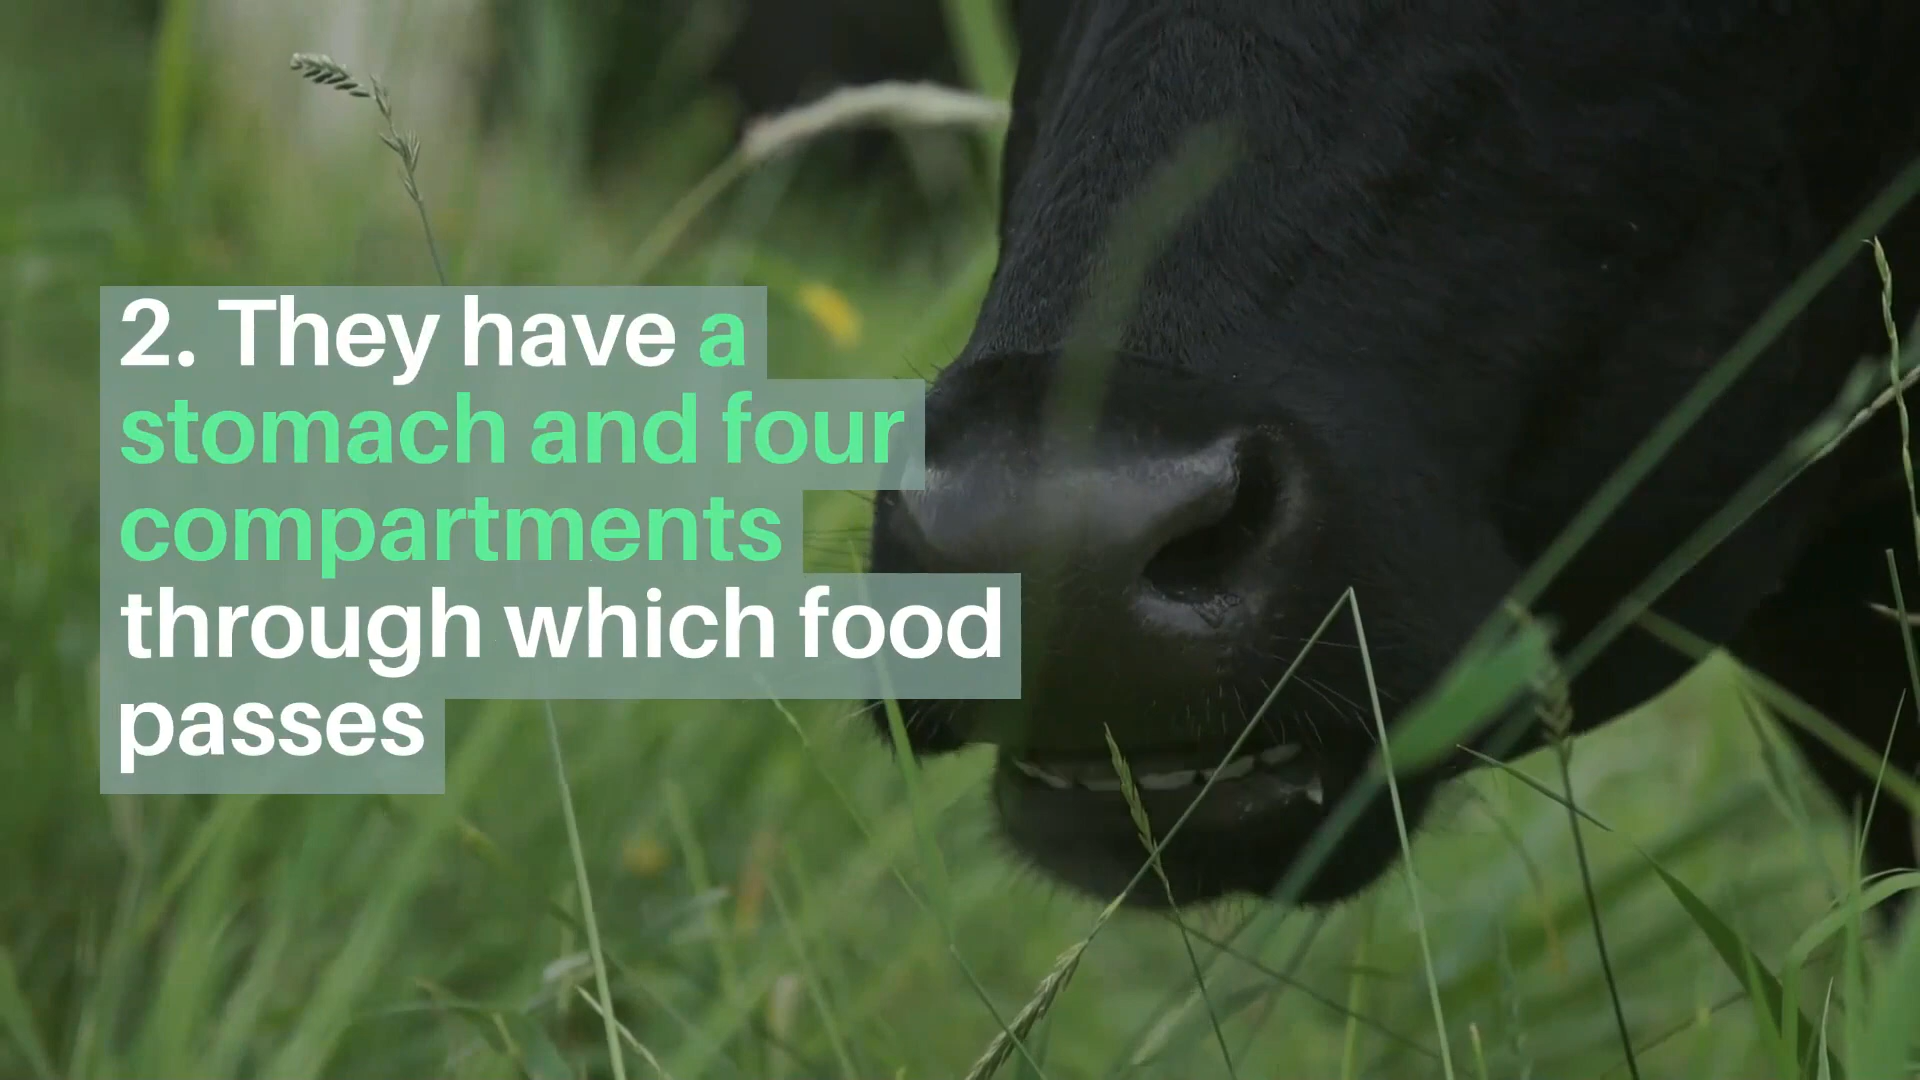 2. They have a
stomach and four
compartments
through which food
passes